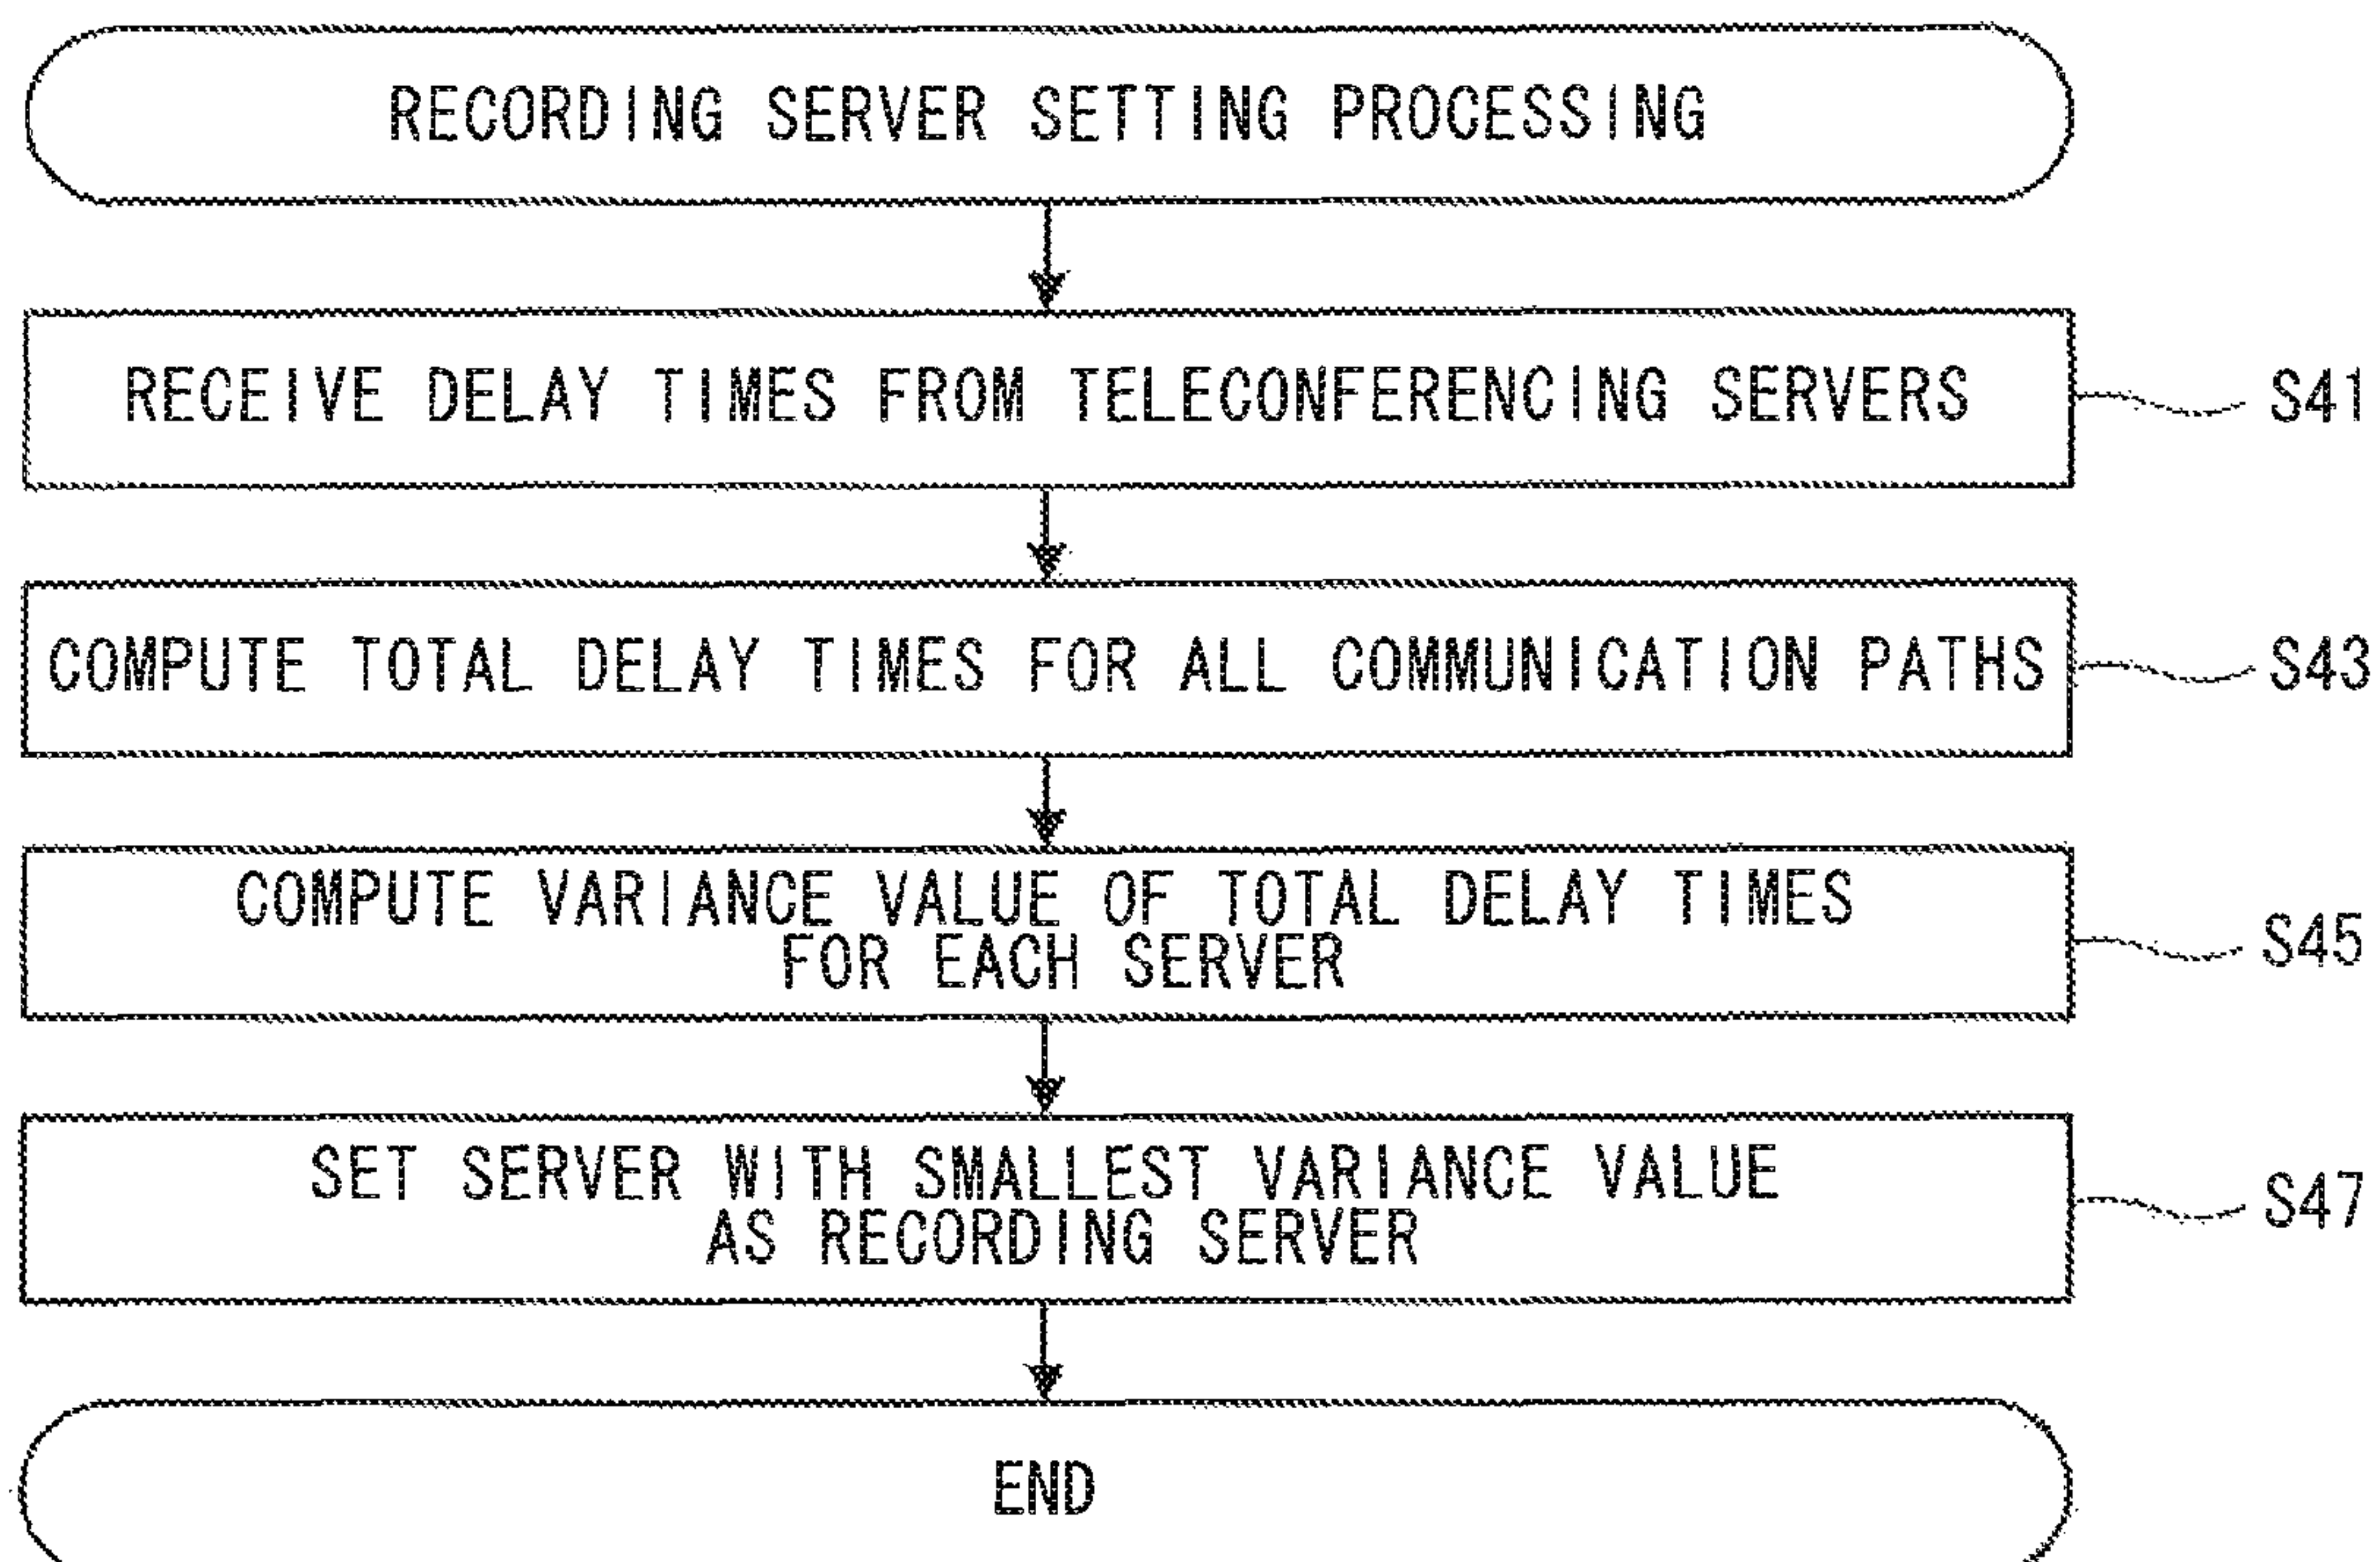 RECORDING SERVER SETTING PROCESSING
RECEIVE DELAY TIMES FROM TELECONFERENCING SERVERS
S41
COMPUTE TOTAL DELAY TIMES FOR ALL COMMUNICATION PATHS
S43
COMPUTE VARIANCE VALUE OF TOTAL DELAY TIMES
FOR EACH SERVER
S45
SET SERVER WITH SMALLEST VARIANCE VALUE
AS RECORDING SERVER
S47
END